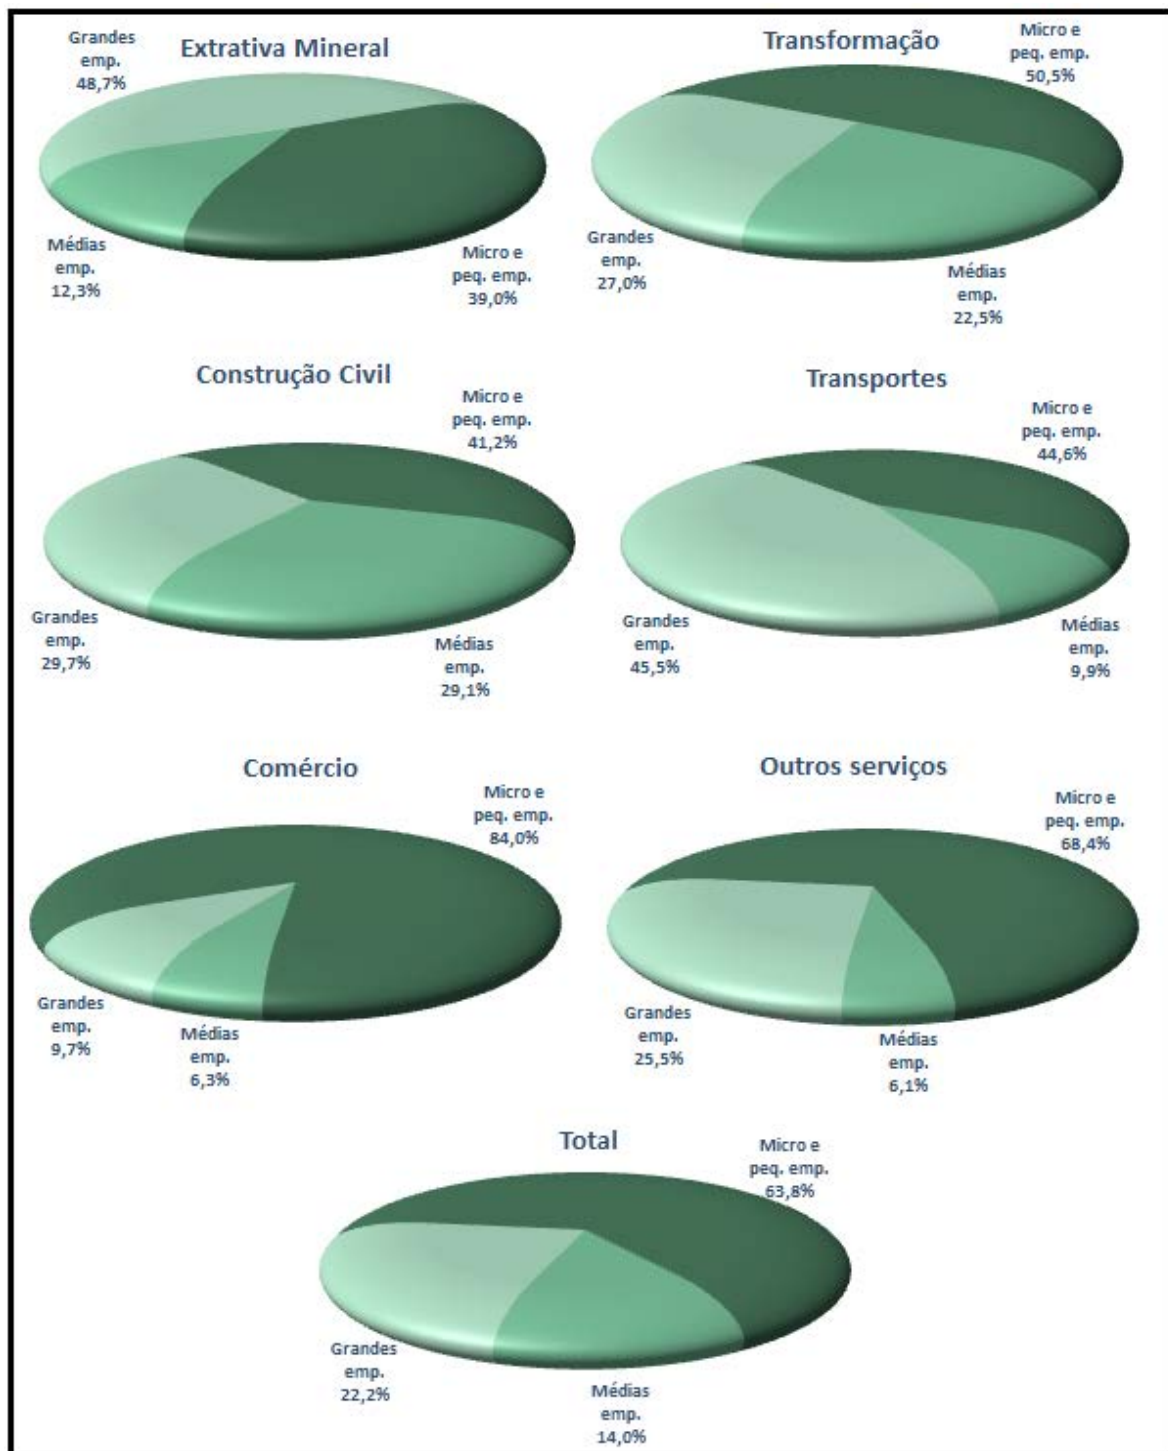 Extrativa Mineral
Grandes
emp.
48,7%
Médias
emp.
12,3%
Micro e
peq. emp.
39,0%
Transformação
Micro e
peq. emp.
50,5%
Grandes
emp.
27,0%
Médias
emp.
22,5%
Construção Civil
Micro e
peq. emp.
41,2%
Grandes
emp.
29,7%
Médias
emp.
29,1%
Transportes
Micro e
peq. emp.
44,6%
Grandes
emp.
45,5%
Médias
emp.
9,9%
Comércio
Micro e
peq. emp.
84,0%
Grandes
emp.
9,7%
Médias
emp.
6,3%
Outros serviços
Micro e
peq. emp.
68,4%
Grandes
emp.
25,5%
Médias
emp.
6,1%
Total
Micro e
peq. emp.
63,8%
Grandes
emp.
22,2%
Médias
emp.
14,0%